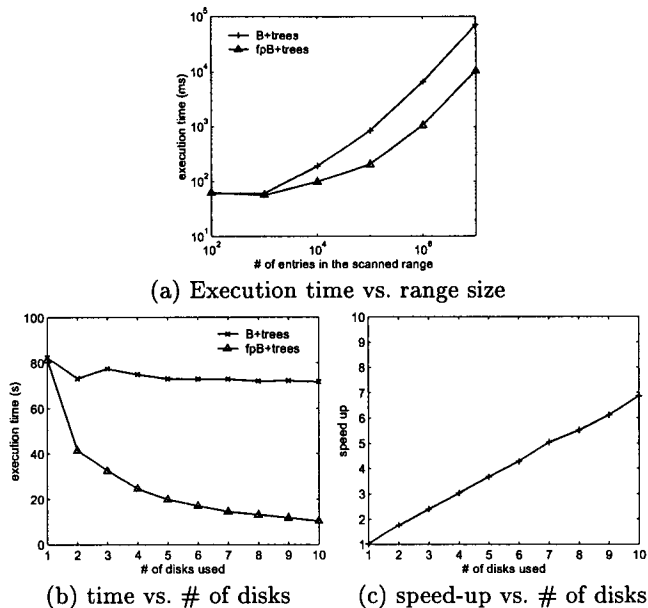 10^5
10^4
10^3
10^2
10^1
execution time (ms)
B+trees
fpB+trees
10^2
10^4
10^6
# of entries in the scanned range
(a) Execution time vs. range size
100
80
60
40
20
0
execution time (s)
B+trees
fpB+trees
1 2 3 4 5 6 7 8 9 10
# of disks used
(b) time vs. # of disks
10
9
8
7
6
5
4
3
2
1
speed up
1 2 3 4 5 6 7 8 9 10
# of disks used
(c) speed-up vs. # of disks